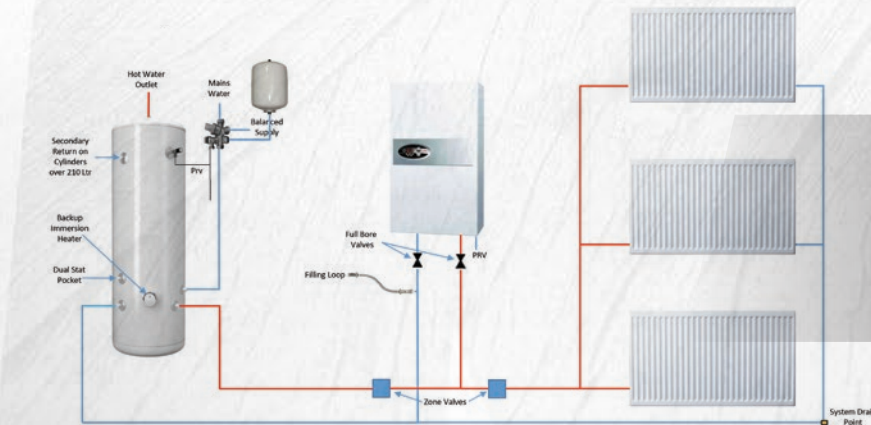 Hot Water
Outlet
Mains
Water
Balanced
Supply
Secondary
Return on
Cylinders
over 210 Ltr
Prv
Backup
Immersion
Heater
Dual Stat
Pocket
Full Bore
Valves
PRV
Filling Loop
Zone Valves
System Drai
Point